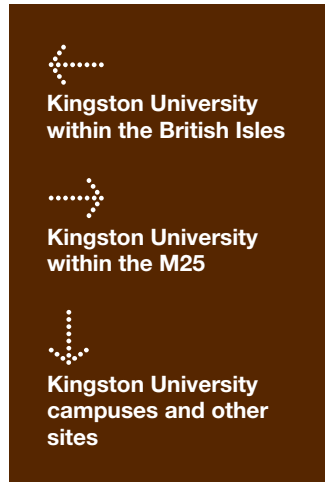 Kingston University
within the British Isles
Kingston University
within the M25
Kingston University
campuses and other
sites